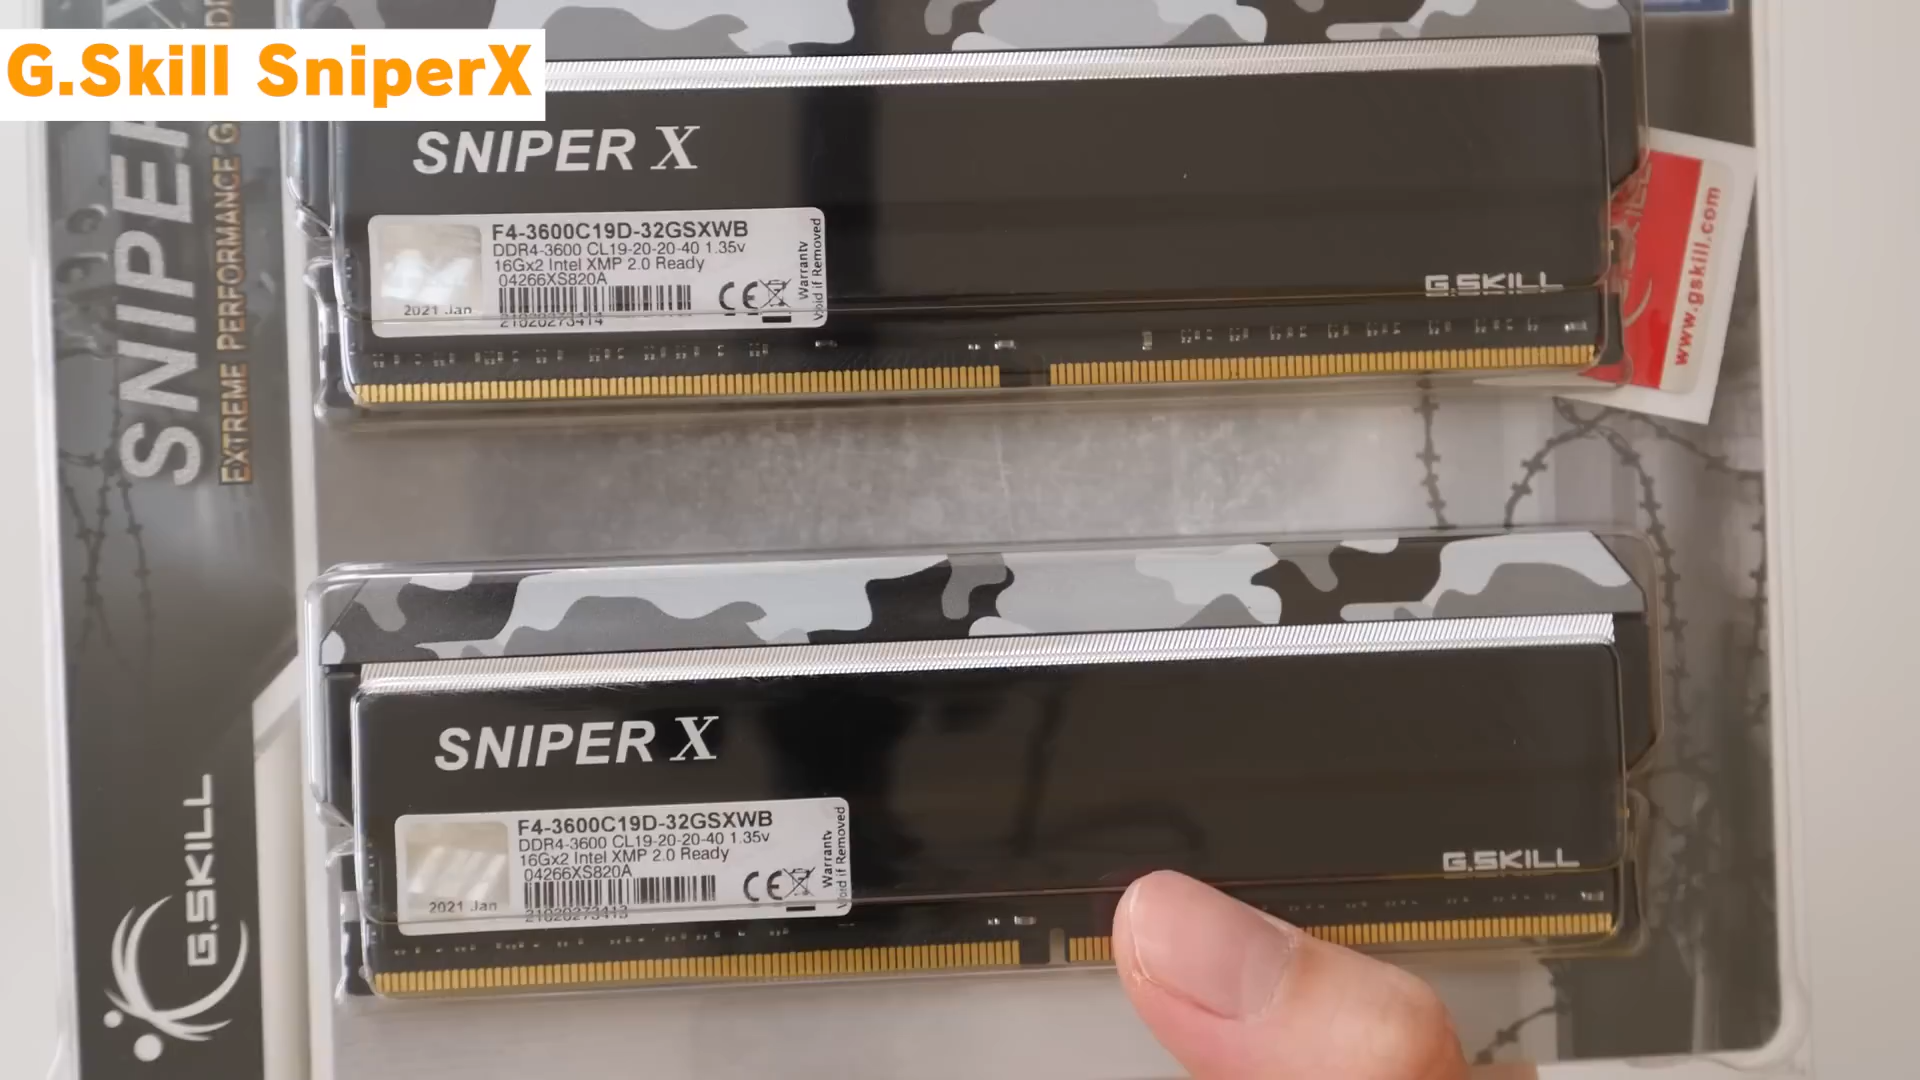 G.Skill SniperX
SNIPER
EXTREME PERFORMANCE
G.SKILL
SNIPER X
F4-3600C19D-32GSXWB
DDR4-3600 CL19-20-20-40 1.35v
16Gx2 Intel XMP 2.0 Ready
04266XS820A
21020273414
2021 Jan
CE
Warranty
Void if Removed
G.SKILL
www.gskill.com
SNIPER X
F4-3600C19D-32GSXWB
DDR4-3600 CL19-20-20-40 1.35v
16Gx2 Intel XMP 2.0 Ready
04266XS820A
21020273413
2021 Jan
CE
Warranty
Void if Removed
G.SKILL